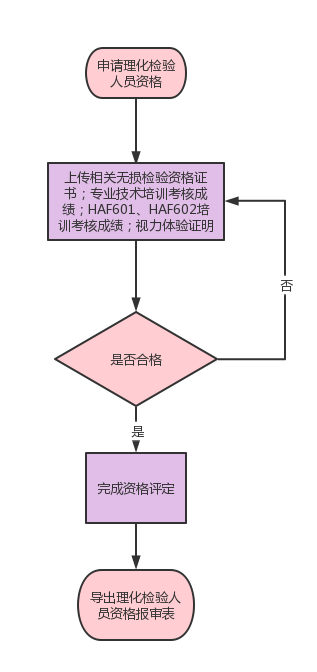 申请理化检验
人员资格
上传相关无损检验资格证
书；专业技术培训考核成
绩；HAF601、HAF602培
训考核成绩；视力体验证明
否
是否合格
是
完成资格评定
导出理化检验人
员资格报审表